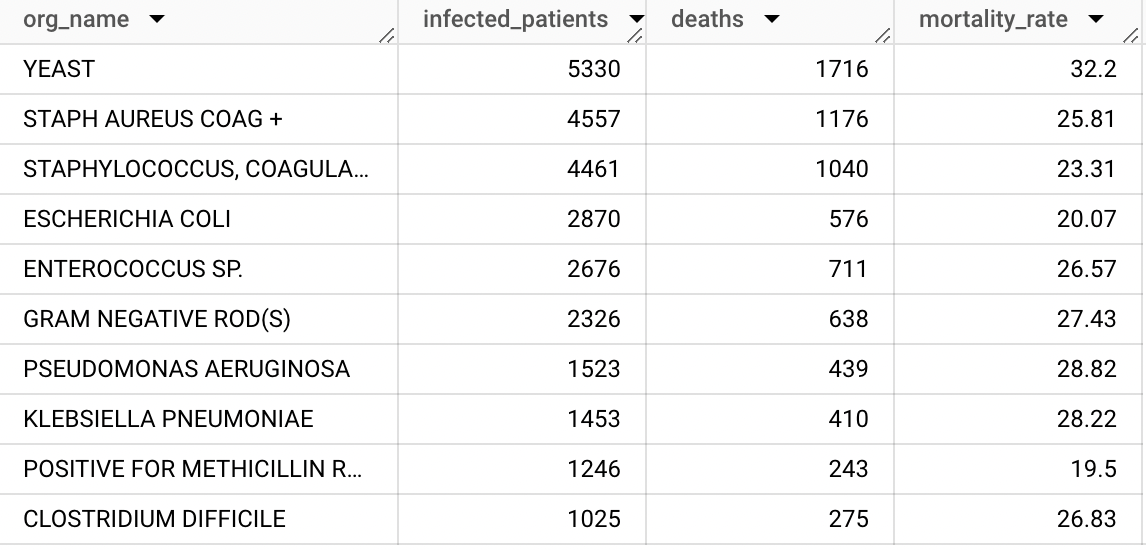 org_name infected_patients deaths mortality_rate
YEAST 5330 1716 32.2
STAPH AUREUS COAG + 4557 1176 25.81
STAPHYLOCOCCUS, COAGULA... 4461 1040 23.31
ESCHERICHIA COLI 2870 576 20.07
ENTEROCOCCUS SP. 2676 711 26.57
GRAM NEGATIVE ROD(S) 2326 638 27.43
PSEUDOMONAS AERUGINOSA 1523 439 28.82
KLEBSIELLA PNEUMONIAE 1453 410 28.22
POSITIVE FOR METHICILLIN R... 1246 243 19.5
CLOSTRIDIUM DIFFICILE 1025 275 26.83